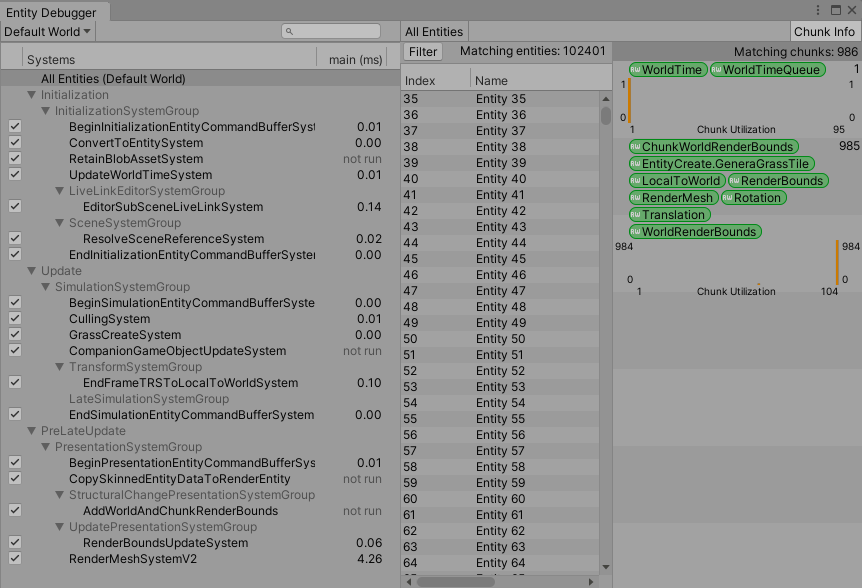 Entity Debugger
Default World
All Entities
Chunk Info
Systems
main (ms)
All Entities (Default World)
Initialization
InitializationSystemGroup
BeginInitializationEntityCommandBufferSyst 0.01
ConvertToEntitySystem 0.00
RetainBlobAssetSystem not run
UpdateWorldTimeSystem 0.01
LiveLinkEditorSystemGroup
EditorSubSceneLiveLinkSystem 0.14
SceneSystemGroup
ResolveSceneReferenceSystem 0.02
EndInitializationEntityCommandBufferSyster 0.00
Update
SimulationSystemGroup
BeginSimulationEntityCommandBufferSyste 0.00
CullingSystem 0.01
GrassCreateSystem 0.00
CompanionGameObjectUpdateSystem not run
TransformSystemGroup
EndFrameTRSToLocalToWorldSystem 0.10
LateSimulationSystemGroup
EndSimulationEntityCommandBufferSystem 0.00
PreLateUpdate
PresentationSystemGroup
BeginPresentationEntityCommandBufferSys 0.01
CopySkinnedEntityDataToRenderEntity not run
StructuralChangePresentationSystemGroup
AddWorldAndChunkRenderBounds not run
UpdatePresentationSystemGroup
RenderBoundsUpdateSystem 0.06
RenderMeshSystemV2 4.26
Filter
Matching entities: 102401
Index Name
35 Entity 35
36 Entity 36
37 Entity 37
38 Entity 38
39 Entity 39
40 Entity 40
41 Entity 41
42 Entity 42
43 Entity 43
44 Entity 44
45 Entity 45
46 Entity 46
47 Entity 47
48 Entity 48
49 Entity 49
50 Entity 50
51 Entity 51
52 Entity 52
53 Entity 53
54 Entity 54
55 Entity 55
56 Entity 56
57 Entity 57
58 Entity 58
59 Entity 59
60 Entity 60
61 Entity 61
62 Entity 62
63 Entity 63
64 Entity 64
Matching chunks: 986
RW WorldTime RW WorldTimeQueue 1
1 1
0 0
1 Chunk Utilization 95
RW ChunkWorldRenderBounds 985
RW EntityCreate.GeneraGrassTile
RW LocalToWorld RW RenderBounds
RW RenderMesh RW Rotation
RW Translation
RW WorldRenderBounds
984 984
0 0
1 Chunk Utilization 104